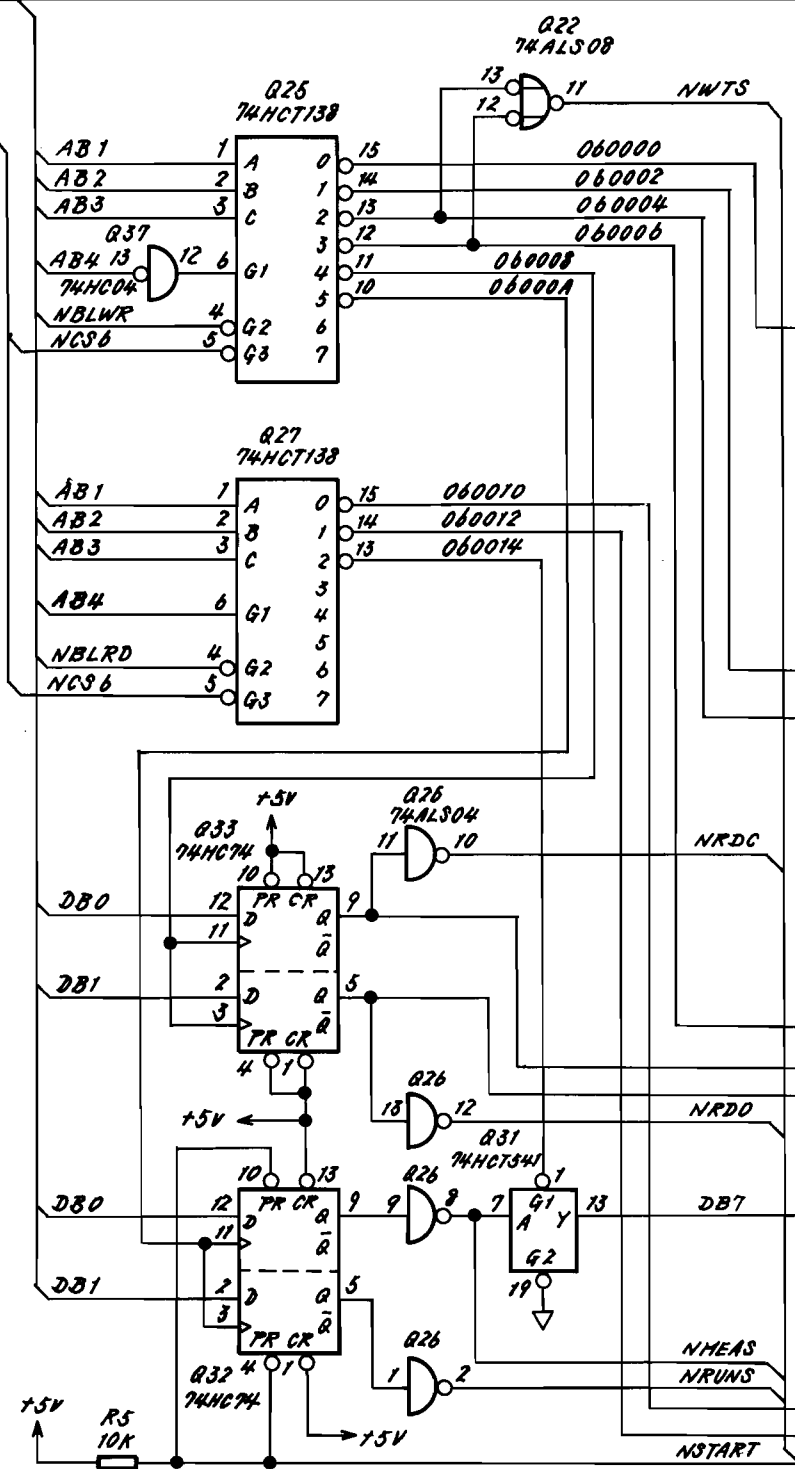 Q22
74ALS08
13
12
11
NWTS
Q25
74HCT138
AB1 1 A 0 15 060000
AB2 2 B 1 14 060002
AB3 3 C 2 13 060004
Q37
3 12 060006
AB4 13 12 6 G1 4 11 060008
74HC04
5 10 06000A
NBLWR 4 G2 6
NCS6 5 G3 7
Q27
74HCT138
AB1 1 A 0 15 060010
AB2 2 B 1 14 060012
AB3 3 C 2 13 060014
3
AB4 6 G1 4
5
NBLRD 4 G2 6
NCS6 5 G3 7
+5V
Q33
74HC74
Q26
74ALS04
11 10 NRDC
10 13
PR CR
DB0 12 D Q 9
11 Q̅
DB1 2 D Q 5
3 Q̅
PR CR
4 1
Q26
13 12 NRDO
+5V
Q31
74HCT541
10 13
PR CR
1
DB0 12 D Q 9
Q26
9 8
7 A G1 Y 13 DB7
11 Q̅
G2
19
DB1 2 D Q 5
3 Q̅
PR CR
4 1
Q32
74HC74
Q26
1 2
NMEAS
NRUNS
+5V
R5
10K
+5V
NSTART